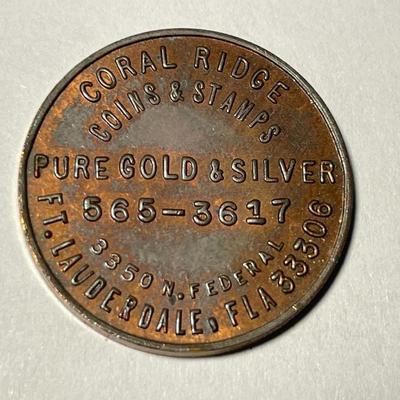 CORAL RIDGE
COINS & STAMPS
PURE GOLD & SILVER
565-3617
3350 N. FEDERAL
FT. LAUDERDALE, FLA 33306